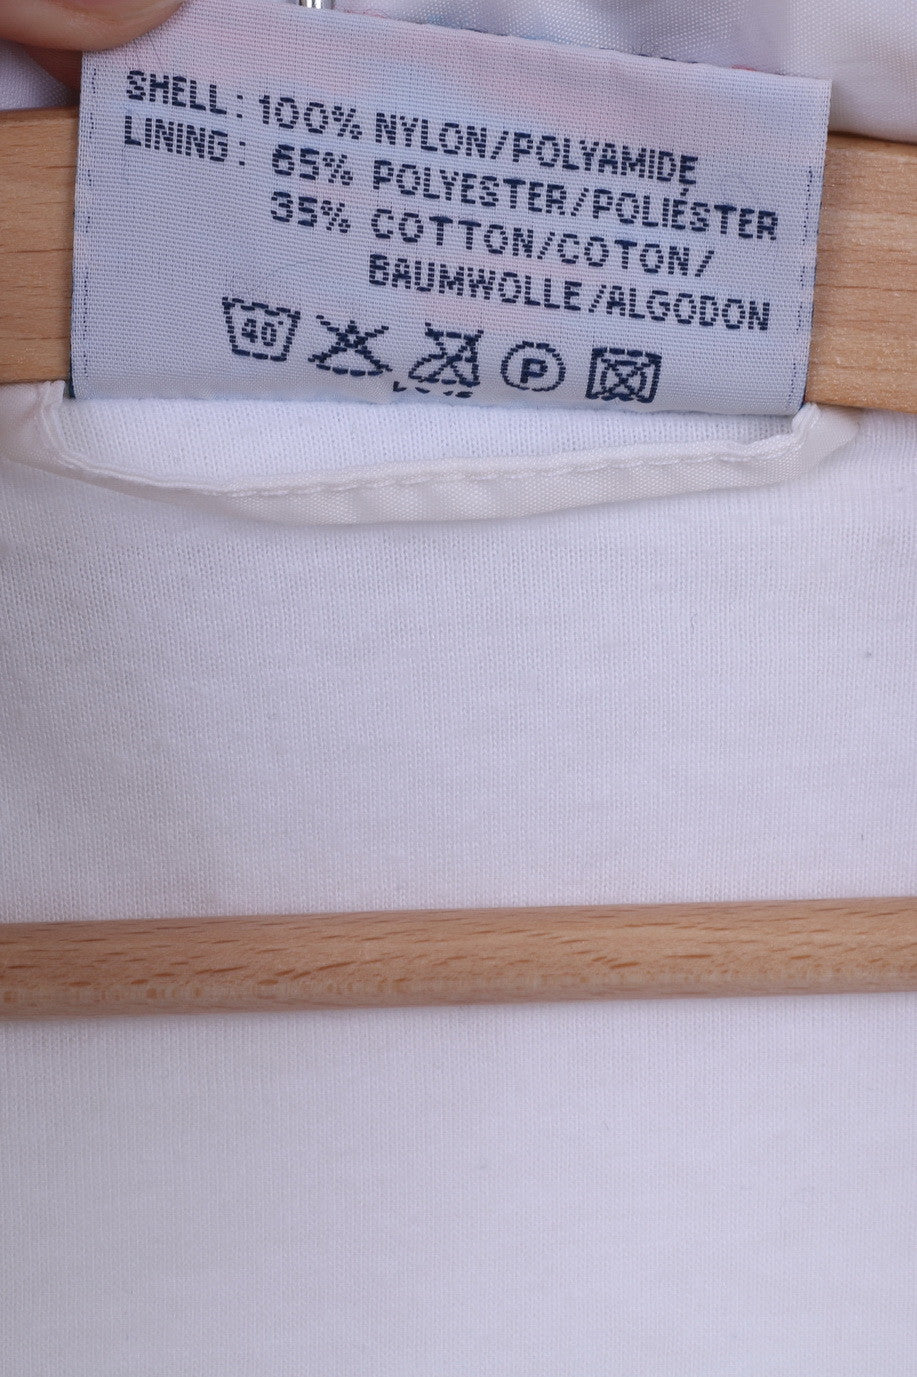 SHELL: 100% NYLON/POLYAMIDE
LINING: 65% POLYESTER/POLIÉSTER
35% COTTON/COTON/
BAUMWOLLE/ALGODON
40 P